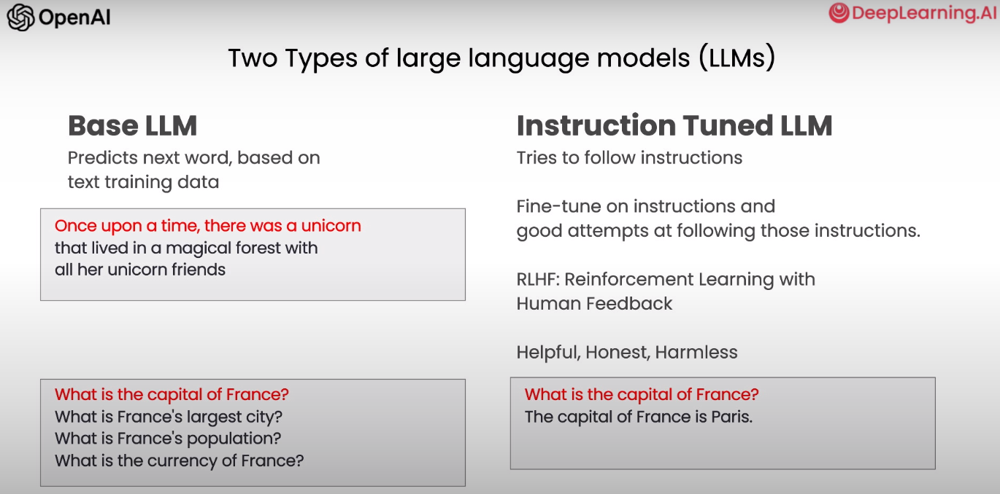 OpenAI
DeepLearning.AI
Two Types of large language models (LLMs)
Base LLM
Predicts next word, based on
text training data
Once upon a time, there was a unicorn
that lived in a magical forest with
all her unicorn friends
What is the capital of France?
What is France's largest city?
What is France's population?
What is the currency of France?
Instruction Tuned LLM
Tries to follow instructions
Fine-tune on instructions and
good attempts at following those instructions.
RLHF: Reinforcement Learning with
Human Feedback
Helpful, Honest, Harmless
What is the capital of France?
The capital of France is Paris.